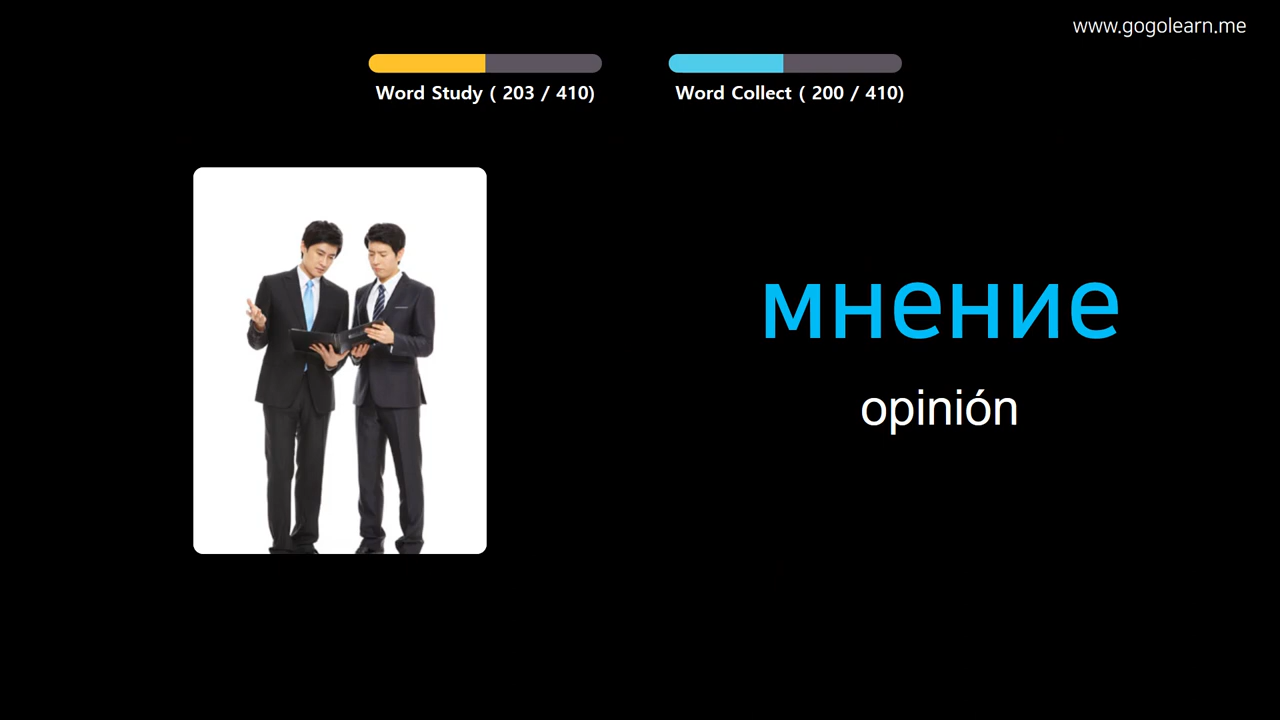 www.gogolearn.me
Word Study ( 203 / 410)
Word Collect ( 200 / 410)
мнение
opinión